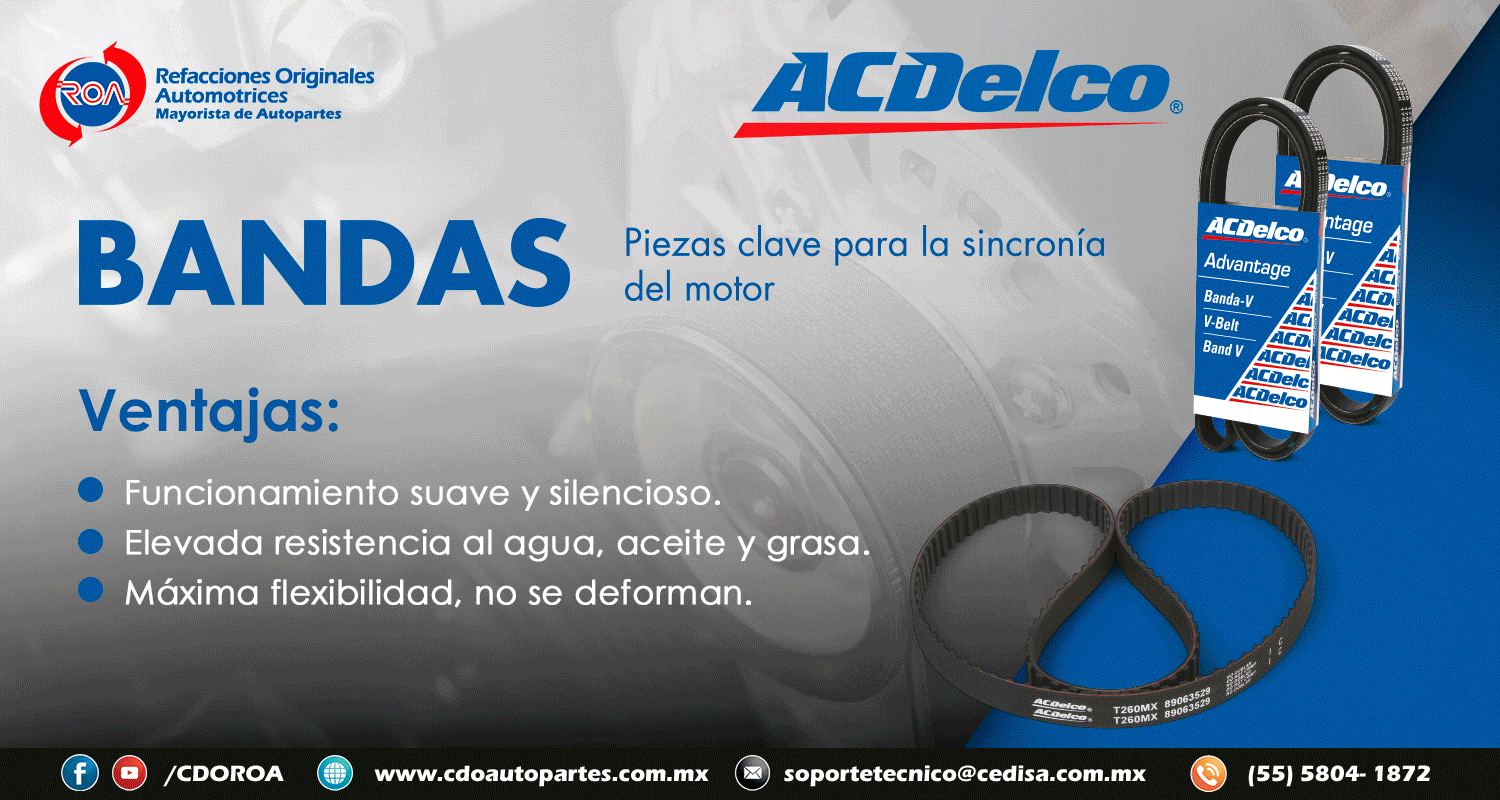 ROA
Refacciones Originales
Automotrices
Mayorista de Autopartes
ACDelco®
BANDAS
Piezas clave para la sincronía
del motor
Ventajas:
Funcionamiento suave y silencioso.
Elevada resistencia al agua, aceite y grasa.
Máxima flexibilidad, no se deforman.
ACDelco®
Advantage
Banda-V
V-Belt
Band V
ACDelco
ACDelco
ACDelco® T260MX 89063529
ACDelco® T260MX 89063529
/CDOROA
www.cdoautopartes.com.mx
soportetecnico@cedisa.com.mx
(55) 5804- 1872